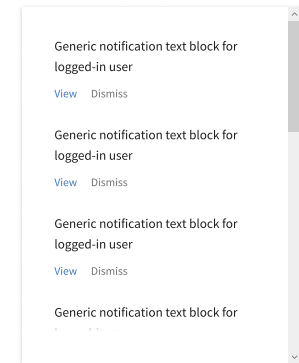 Generic notification text block for
logged-in user
View Dismiss
Generic notification text block for
logged-in user
View Dismiss
Generic notification text block for
logged-in user
View Dismiss
Generic notification text block for